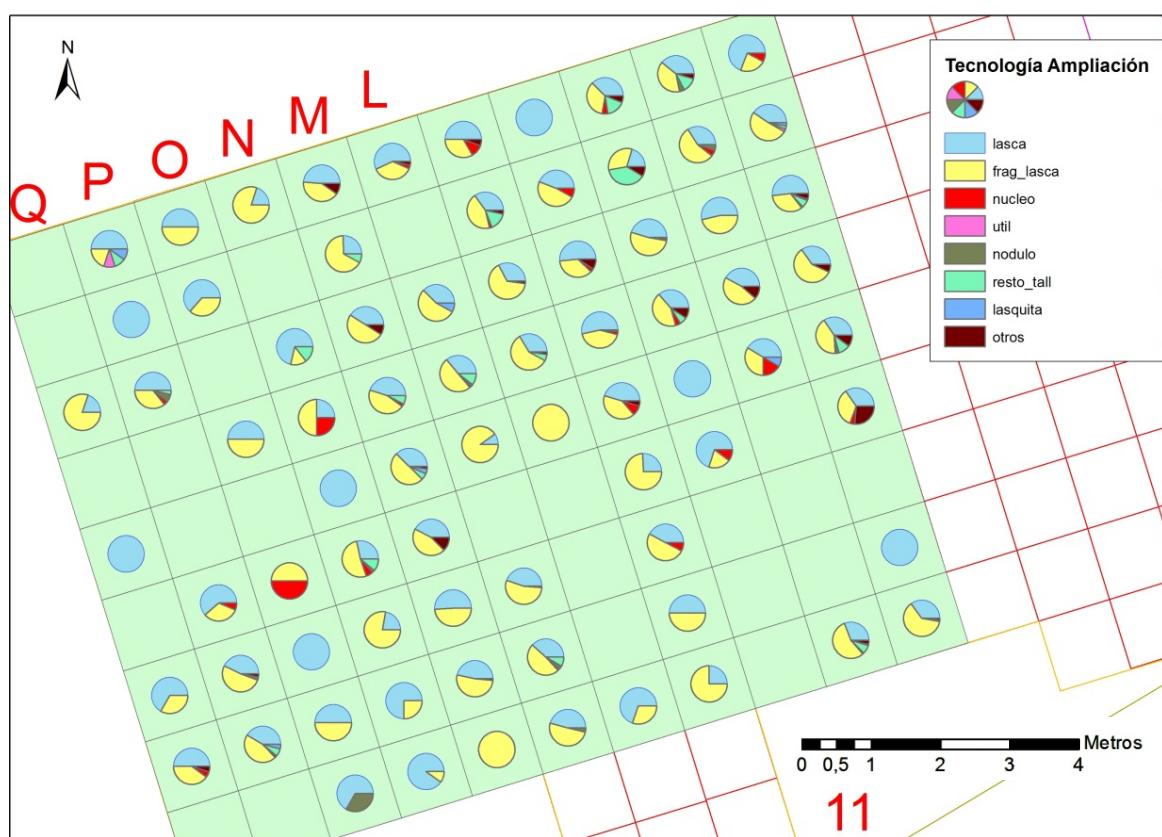 N
Q P O N M L
Tecnología Ampliación
lasca
frag_lasca
nucleo
util
nodulo
resto_tall
lasquita
otros
Metros
0 0,5 1 2 3 4
11